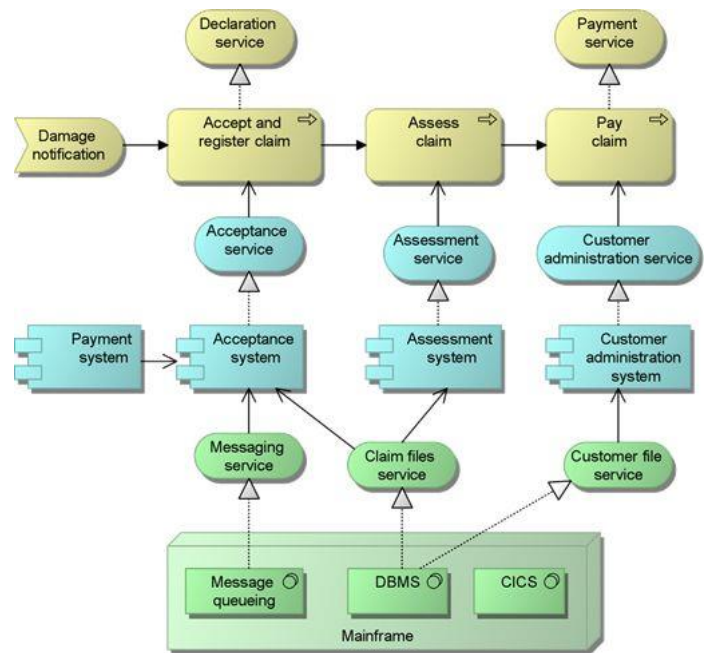 Declaration
service
Payment
service
Damage
notification
Accept and
register claim
Assess
claim
Pay
claim
Acceptance
service
Assessment
service
Customer
administration service
Payment
system
Acceptance
system
Assessment
system
Customer
administration
system
Messaging
service
Claim files
service
Customer file
service
Message
queueing
DBMS
CICS
Mainframe